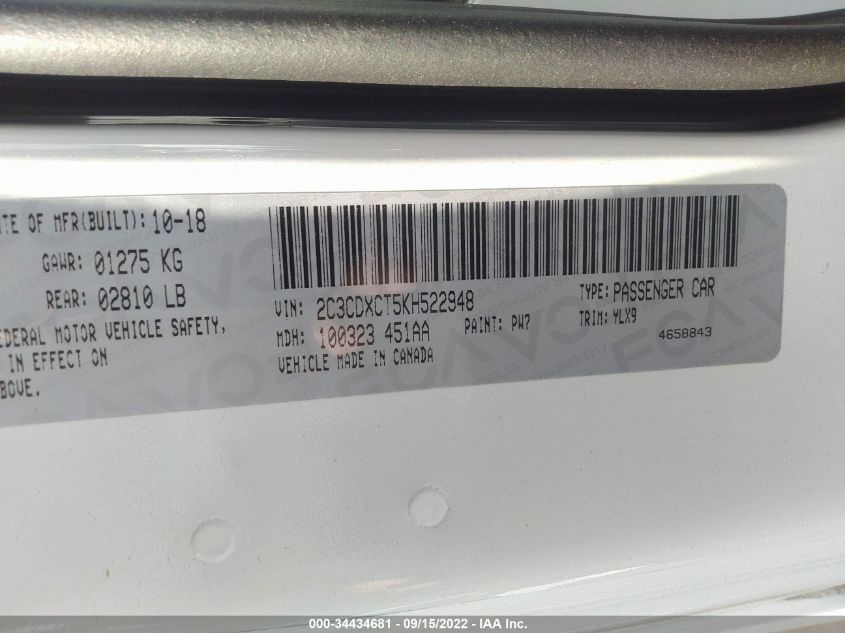 TE OF MFR(BUILT): 10-18
GAWR: 01275 KG
REAR: 02810 LB
EDERAL MOTOR VEHICLE SAFETY,
IN EFFECT ON
BOVE.
VIN: 2C3CDXCT5KH522948
TYPE: PASSENGER CAR
MDH: 100323 451AA
PAINT: PW7
TRIM: YLX9
VEHICLE MADE IN CANADA
4658843
000-34434681 - 09/15/2022 - IAA Inc.